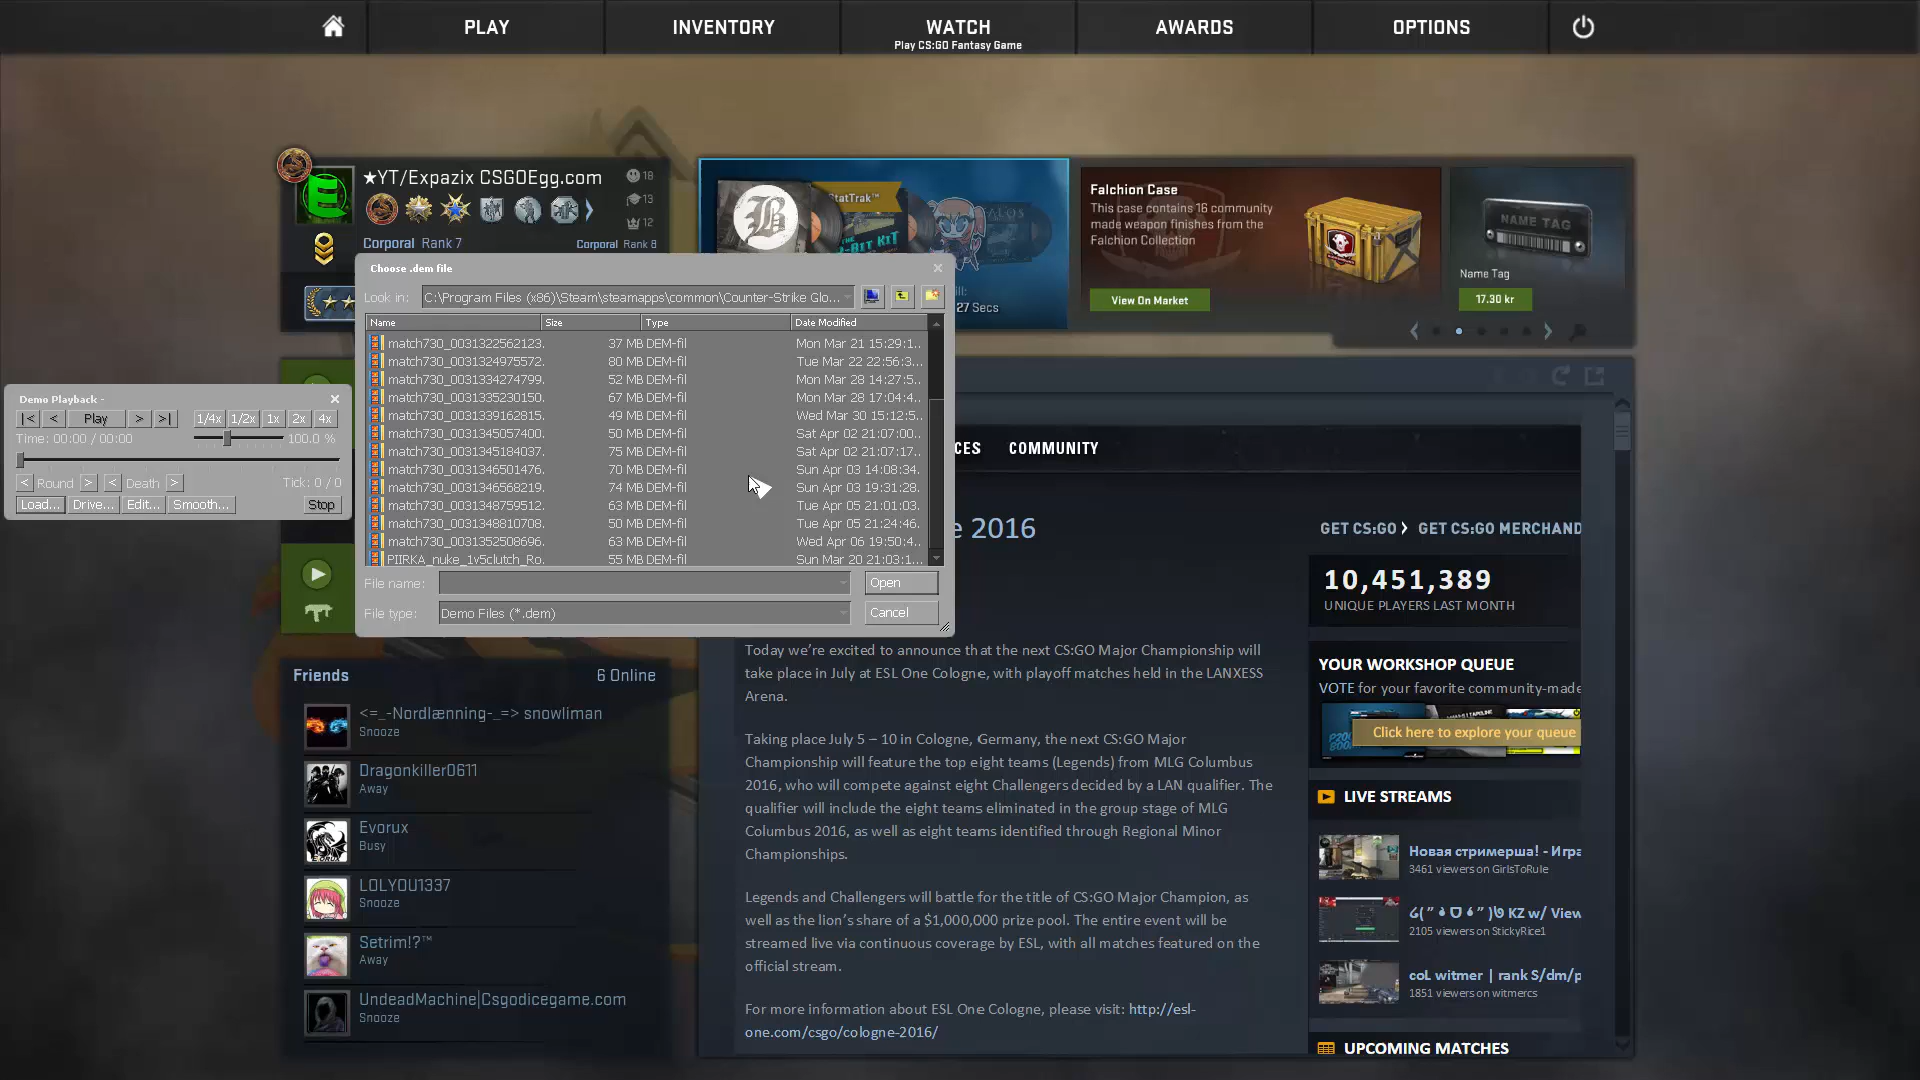 PLAY
INVENTORY
WATCH
Play CS:GO Fantasy Game
AWARDS
OPTIONS
★YT/Expazix CSGOEgg.com
18
13
12
Corporal Rank 7
Corporal Rank 8
StatTrak™
27 Secs
Falchion Case
This case contains 16 community
made weapon finishes from the
Falchion Collection
View On Market
NAME TAG
Name Tag
17.30 kr
Choose .dem file
Look in:
C:\Program Files (x86)\Steam\steamapps\common\Counter-Strike Glo...
Name Size Type Date Modified
match730_0031322562123. 37 MB DEM-fil Mon Mar 21 15:29:1..
match730_0031324975572. 80 MB DEM-fil Tue Mar 22 22:56:3...
match730_0031334274799. 52 MB DEM-fil Mon Mar 28 14:27:5..
match730_0031335230150. 67 MB DEM-fil Mon Mar 28 17:04:4..
match730_0031339162815. 49 MB DEM-fil Wed Mar 30 15:12:5..
match730_0031345057400. 50 MB DEM-fil Sat Apr 02 21:07:00..
match730_0031345184037. 75 MB DEM-fil Sat Apr 02 21:07:17..
match730_0031346501476. 70 MB DEM-fil Sun Apr 03 14:08:34.
match730_0031346568219. 74 MB DEM-fil Sun Apr 03 19:31:28.
match730_0031348759512. 63 MB DEM-fil Tue Apr 05 21:01:03.
match730_0031348810708. 50 MB DEM-fil Tue Apr 05 21:24:46.
match730_0031352508696. 63 MB DEM-fil Wed Apr 06 19:50:4..
PIIRKA_nuke_1v5clutch_Ro. 55 MB DEM-fil Sun Mar 20 21:03:1...
File name:
Open
File type:
Demo Files (*.dem)
Cancel
Demo Playback -
|< < Play > >| 1/4x 1/2x 1x 2x 4x
Time: 00:00 / 00:00
100.0 %
< Round > < Death > Tick: 0 / 0
Load... Drive... Edit... Smooth... Stop
Friends
6 Online
<=_-Nordlænning-_=> snowliman
Snooze
Dragonkiller0611
Away
Evorux
Busy
LOLYOU1337
Snooze
Setrim!?™
Away
UndeadMachine|Csgodicegame.com
Snooze
CES
COMMUNITY
e 2016
GET CS:GO
GET CS:GO MERCHAND
Today we're excited to announce that the next CS:GO Major Championship will
take place in July at ESL One Cologne, with playoff matches held in the LANXESS
Arena.
Taking place July 5 – 10 in Cologne, Germany, the next CS:GO Major
Championship will feature the top eight teams (Legends) from MLG Columbus
2016, who will compete against eight Challengers decided by a LAN qualifier. The
qualifier will include the eight teams eliminated in the group stage of MLG
Columbus 2016, as well as eight teams identified through Regional Minor
Championships.
Legends and Challengers will battle for the title of CS:GO Major Champion, as
well as the lion's share of a $1,000,000 prize pool. The entire event will be
streamed live via continuous coverage by ESL, with all matches featured on the
official stream.
For more information about ESL One Cologne, please visit: http://esl-
one.com/csgo/cologne-2016/
10,451,389
UNIQUE PLAYERS LAST MONTH
YOUR WORKSHOP QUEUE
VOTE for your favorite community-made
Click here to explore your queue
LIVE STREAMS
Новая стримерша! - Игра
3461 viewers on GirlsToRule
KZ w/ View
2105 viewers on StickyRice1
coL witmer | rank S/dm/p
1851 viewers on witmercs
UPCOMING MATCHES